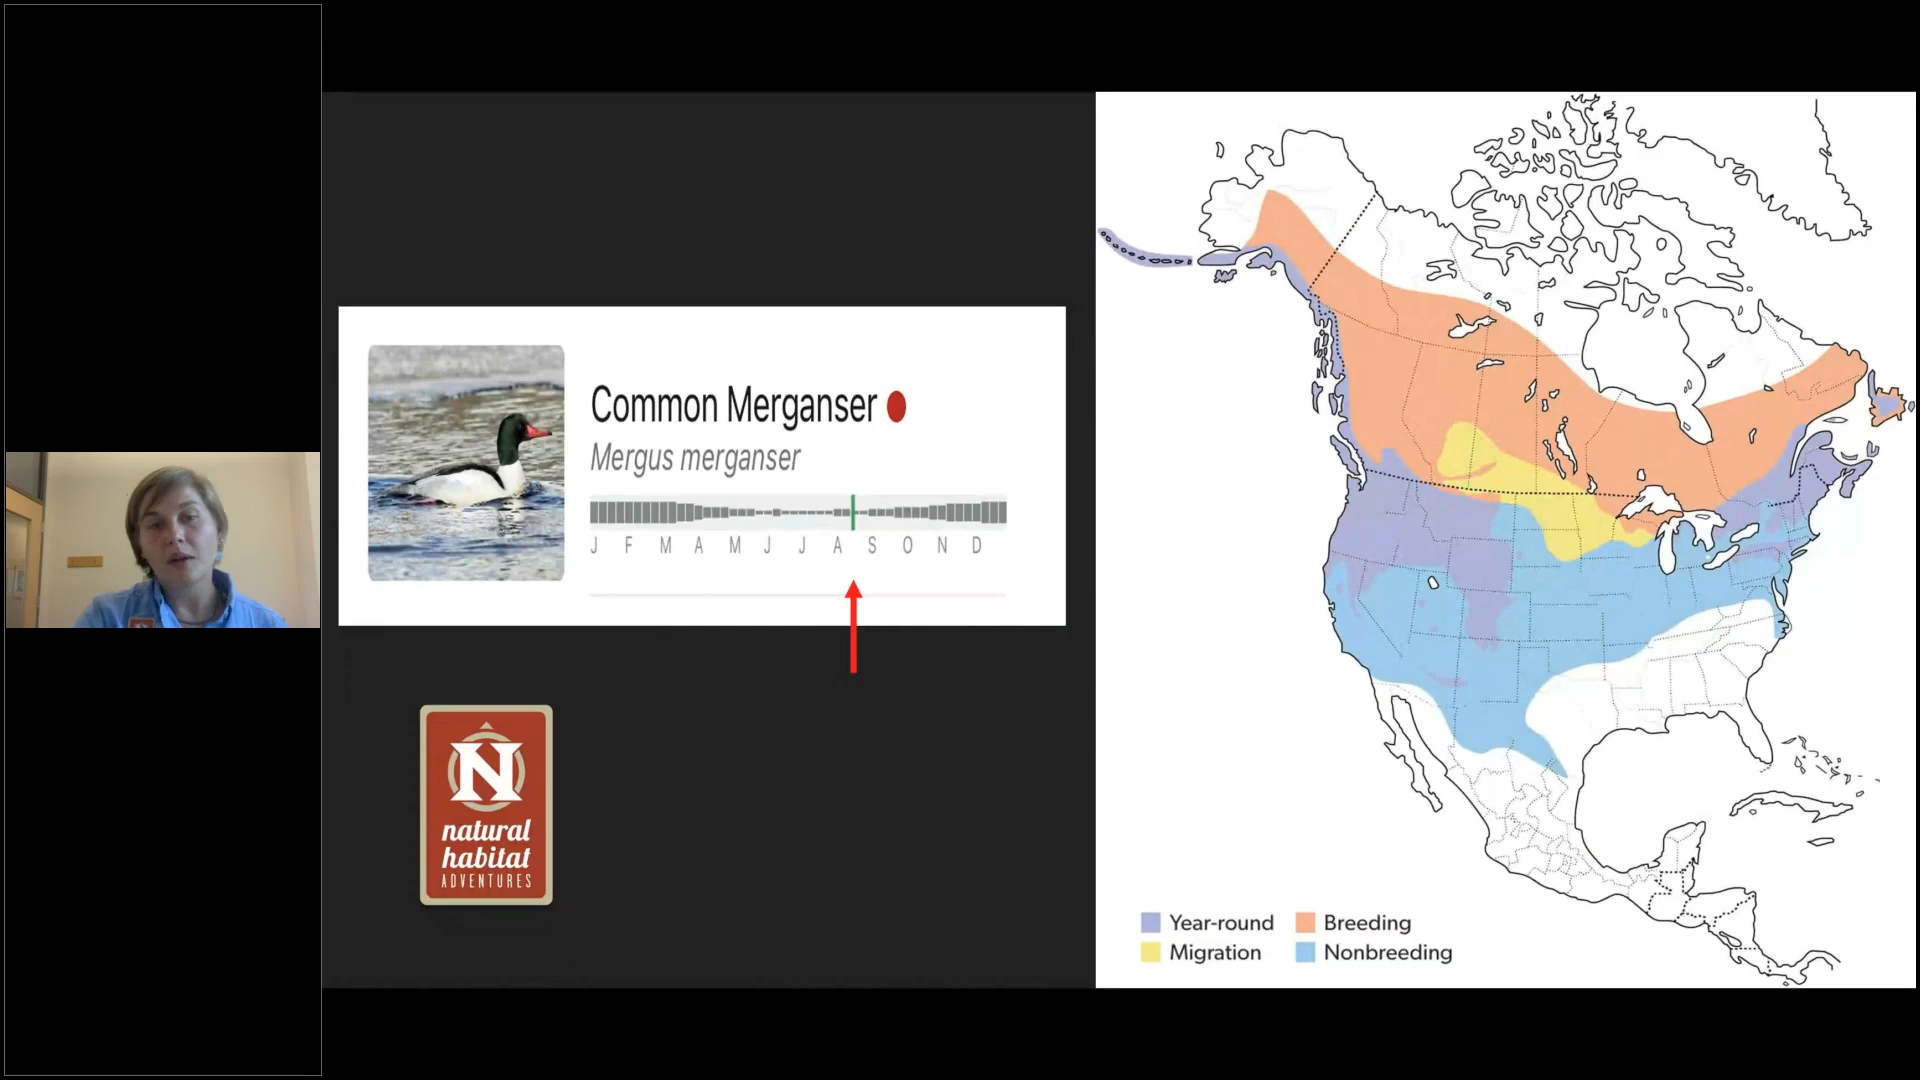 Common Merganser
Mergus merganser
J F M A M J J A S O N D
N
natural
habitat
ADVENTURES
Year-round
Breeding
Migration
Nonbreeding